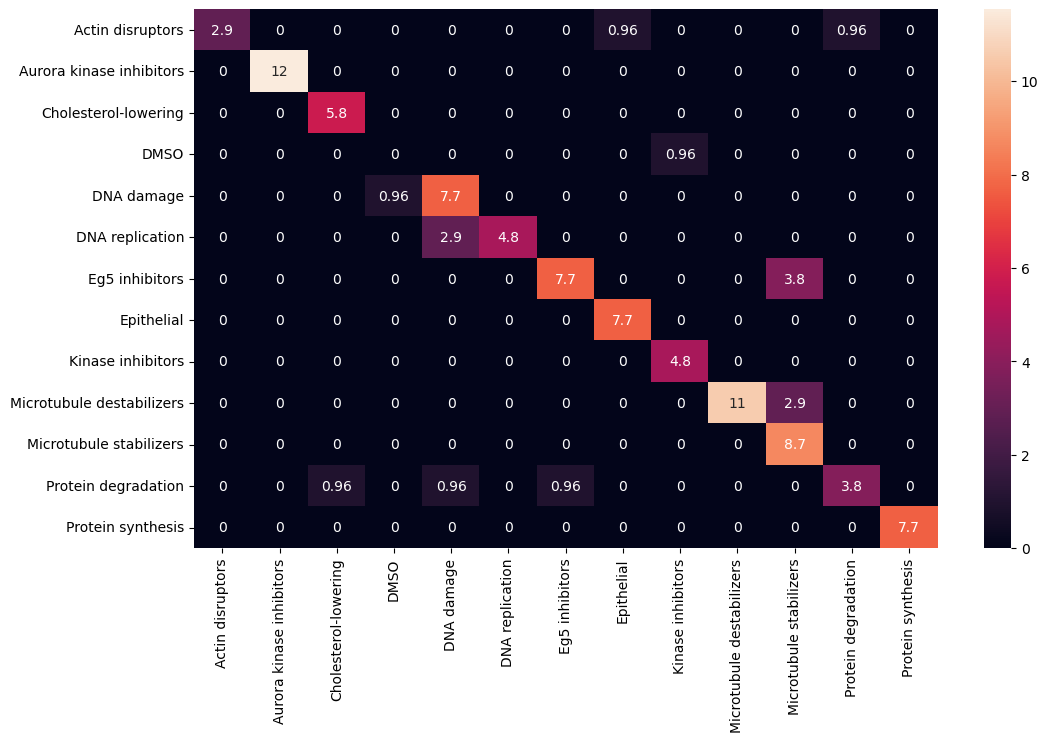 Actin disruptors 2.9 0 0 0 0 0 0 0.96 0 0 0 0.96 0
Aurora kinase inhibitors 0 12 0 0 0 0 0 0 0 0 0 0 0
Cholesterol-lowering 0 0 5.8 0 0 0 0 0 0 0 0 0 0
DMSO 0 0 0 0 0 0 0 0 0.96 0 0 0 0
DNA damage 0 0 0 0.96 7.7 0 0 0 0 0 0 0 0
DNA replication 0 0 0 0 2.9 4.8 0 0 0 0 0 0 0
Eg5 inhibitors 0 0 0 0 0 0 7.7 0 0 0 3.8 0 0
Epithelial 0 0 0 0 0 0 0 7.7 0 0 0 0 0
Kinase inhibitors 0 0 0 0 0 0 0 0 4.8 0 0 0 0
Microtubule destabilizers 0 0 0 0 0 0 0 0 0 11 2.9 0 0
Microtubule stabilizers 0 0 0 0 0 0 0 0 0 0 8.7 0 0
Protein degradation 0 0 0.96 0 0.96 0 0.96 0 0 0 0 3.8 0
Protein synthesis 0 0 0 0 0 0 0 0 0 0 0 0 7.7
Actin disruptors
Aurora kinase inhibitors
Cholesterol-lowering
DMSO
DNA damage
DNA replication
Eg5 inhibitors
Epithelial
Kinase inhibitors
Microtubule destabilizers
Microtubule stabilizers
Protein degradation
Protein synthesis
10
8
6
4
2
0